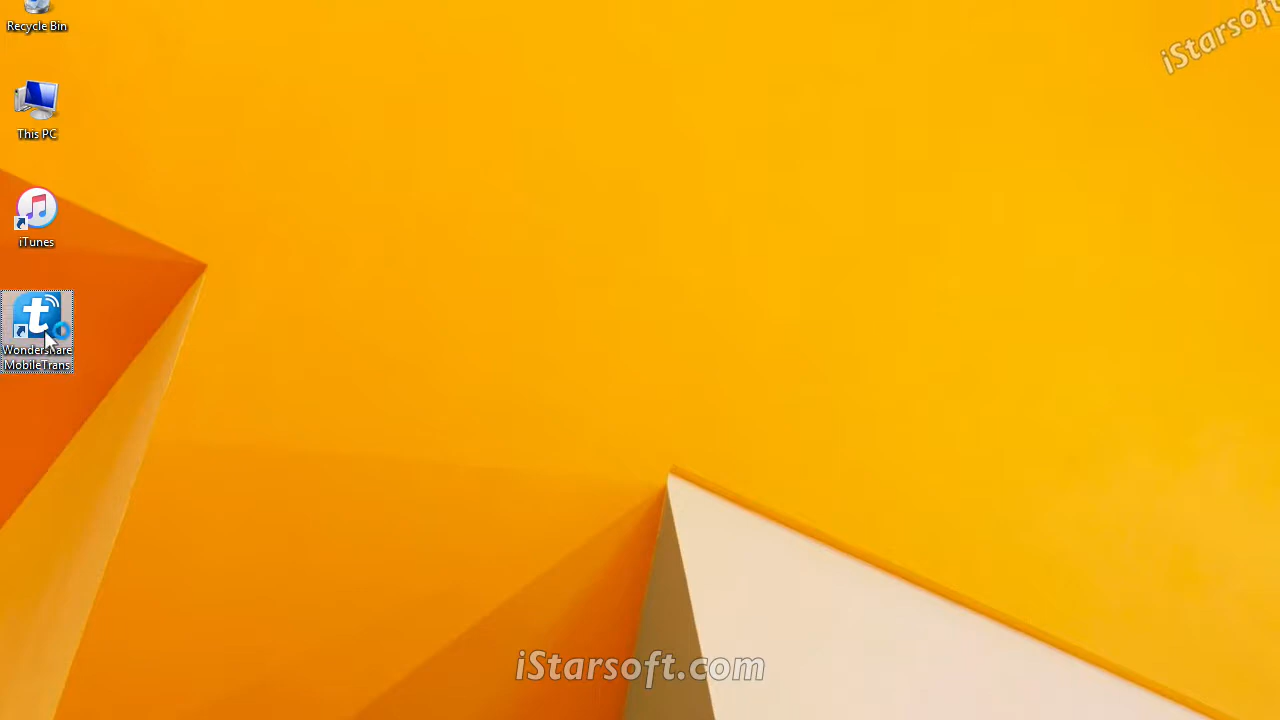 Recycle Bin
iStarsoft
This PC
iTunes
t
Wondershare
MobileTrans
iStarsoft.com